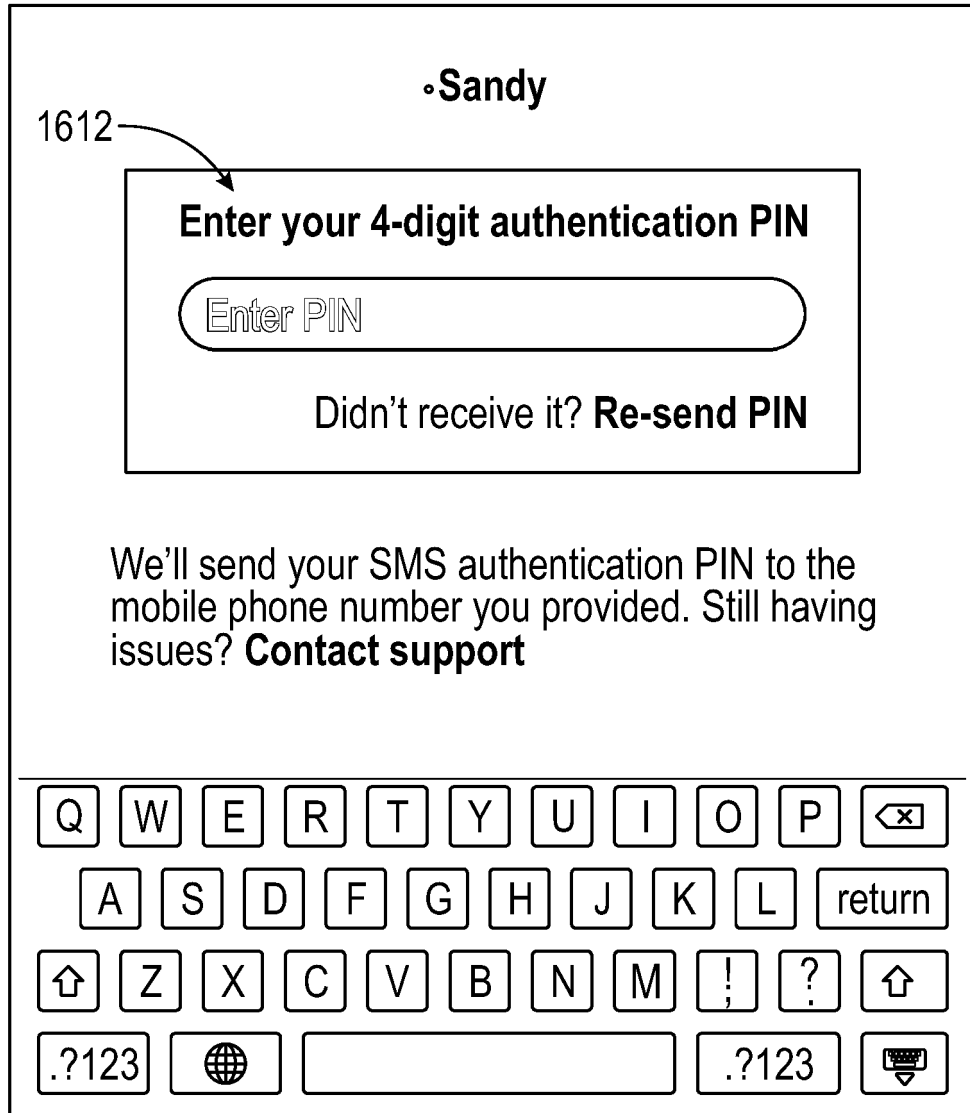 ∘Sandy
1612
Enter your 4-digit authentication PIN
Enter PIN
Didn't receive it? Re-send PIN
We'll send your SMS authentication PIN to the
mobile phone number you provided. Still having
issues? Contact support
Q W E R T Y U I O P
A S D F G H J K L return
Z X C V B N M ! , ? .
.?123 .?123